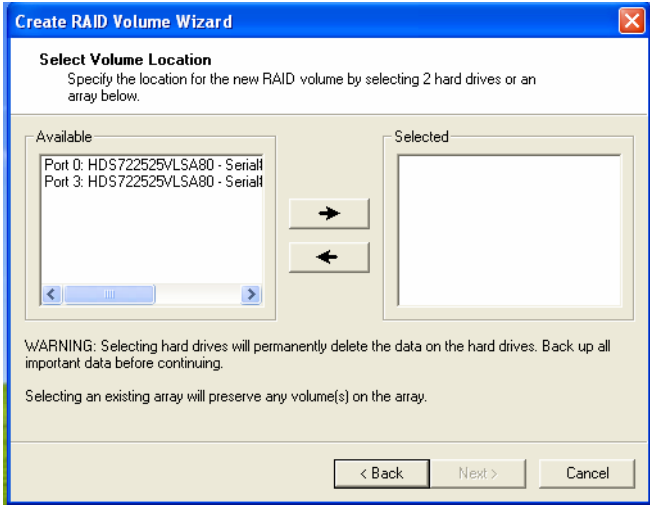 Create RAID Volume Wizard
Select Volume Location
Specify the location for the new RAID volume by selecting 2 hard drives or an
array below.
Available
Selected
Port 0: HDS722525VLSA80 - Serial
Port 3: HDS722525VLSA80 - Serial
WARNING: Selecting hard drives will permanently delete the data on the hard drives. Back up all
important data before continuing.
Selecting an existing array will preserve any volume(s) on the array.
< Back
Next >
Cancel